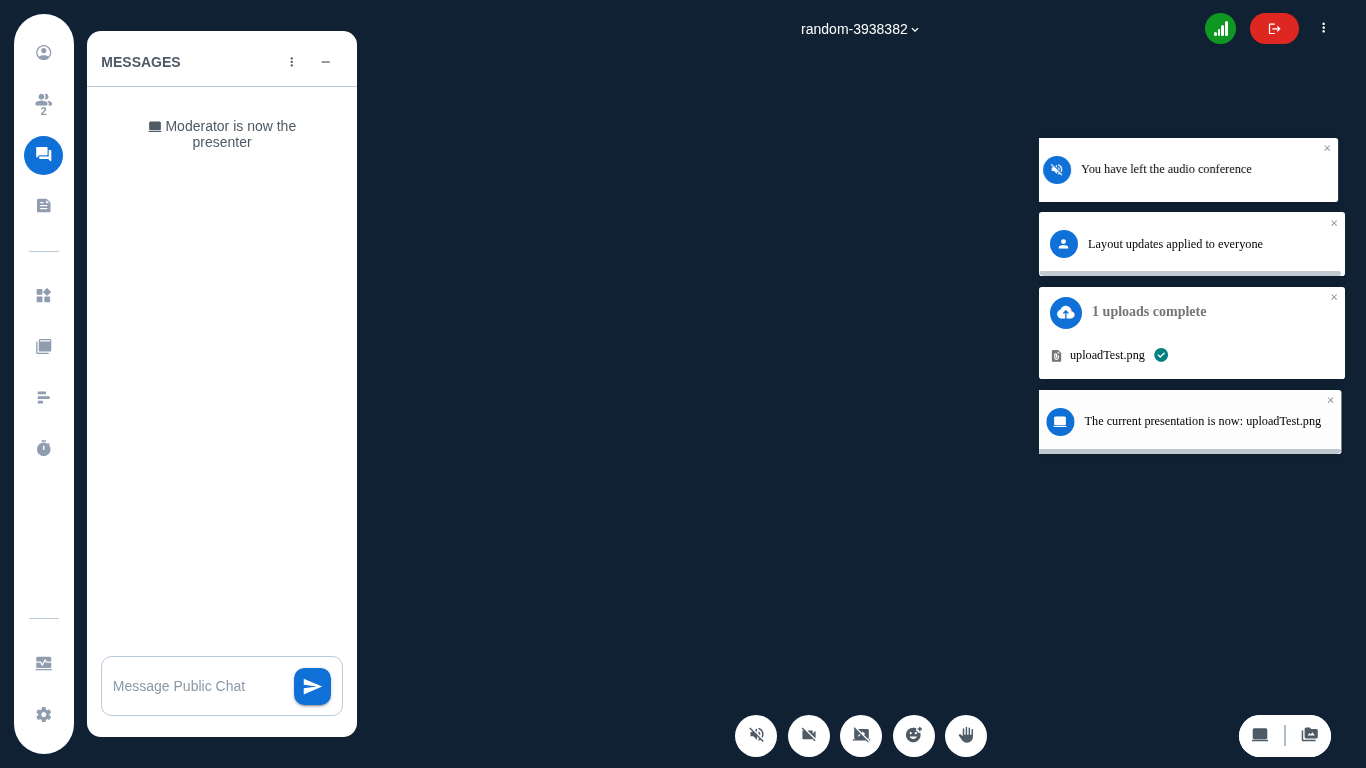 random-3938382
2
MESSAGES
Moderator is now the
presenter
You have left the audio conference
Layout updates applied to everyone
1 uploads complete
uploadTest.png
The current presentation is now: uploadTest.png
Message Public Chat